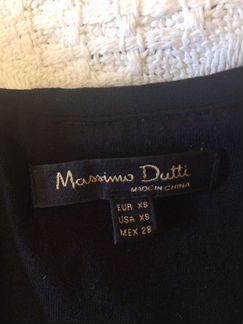 Massimo Dutti
MADE IN CHINA
EUR XS
USA XS
MEX 28